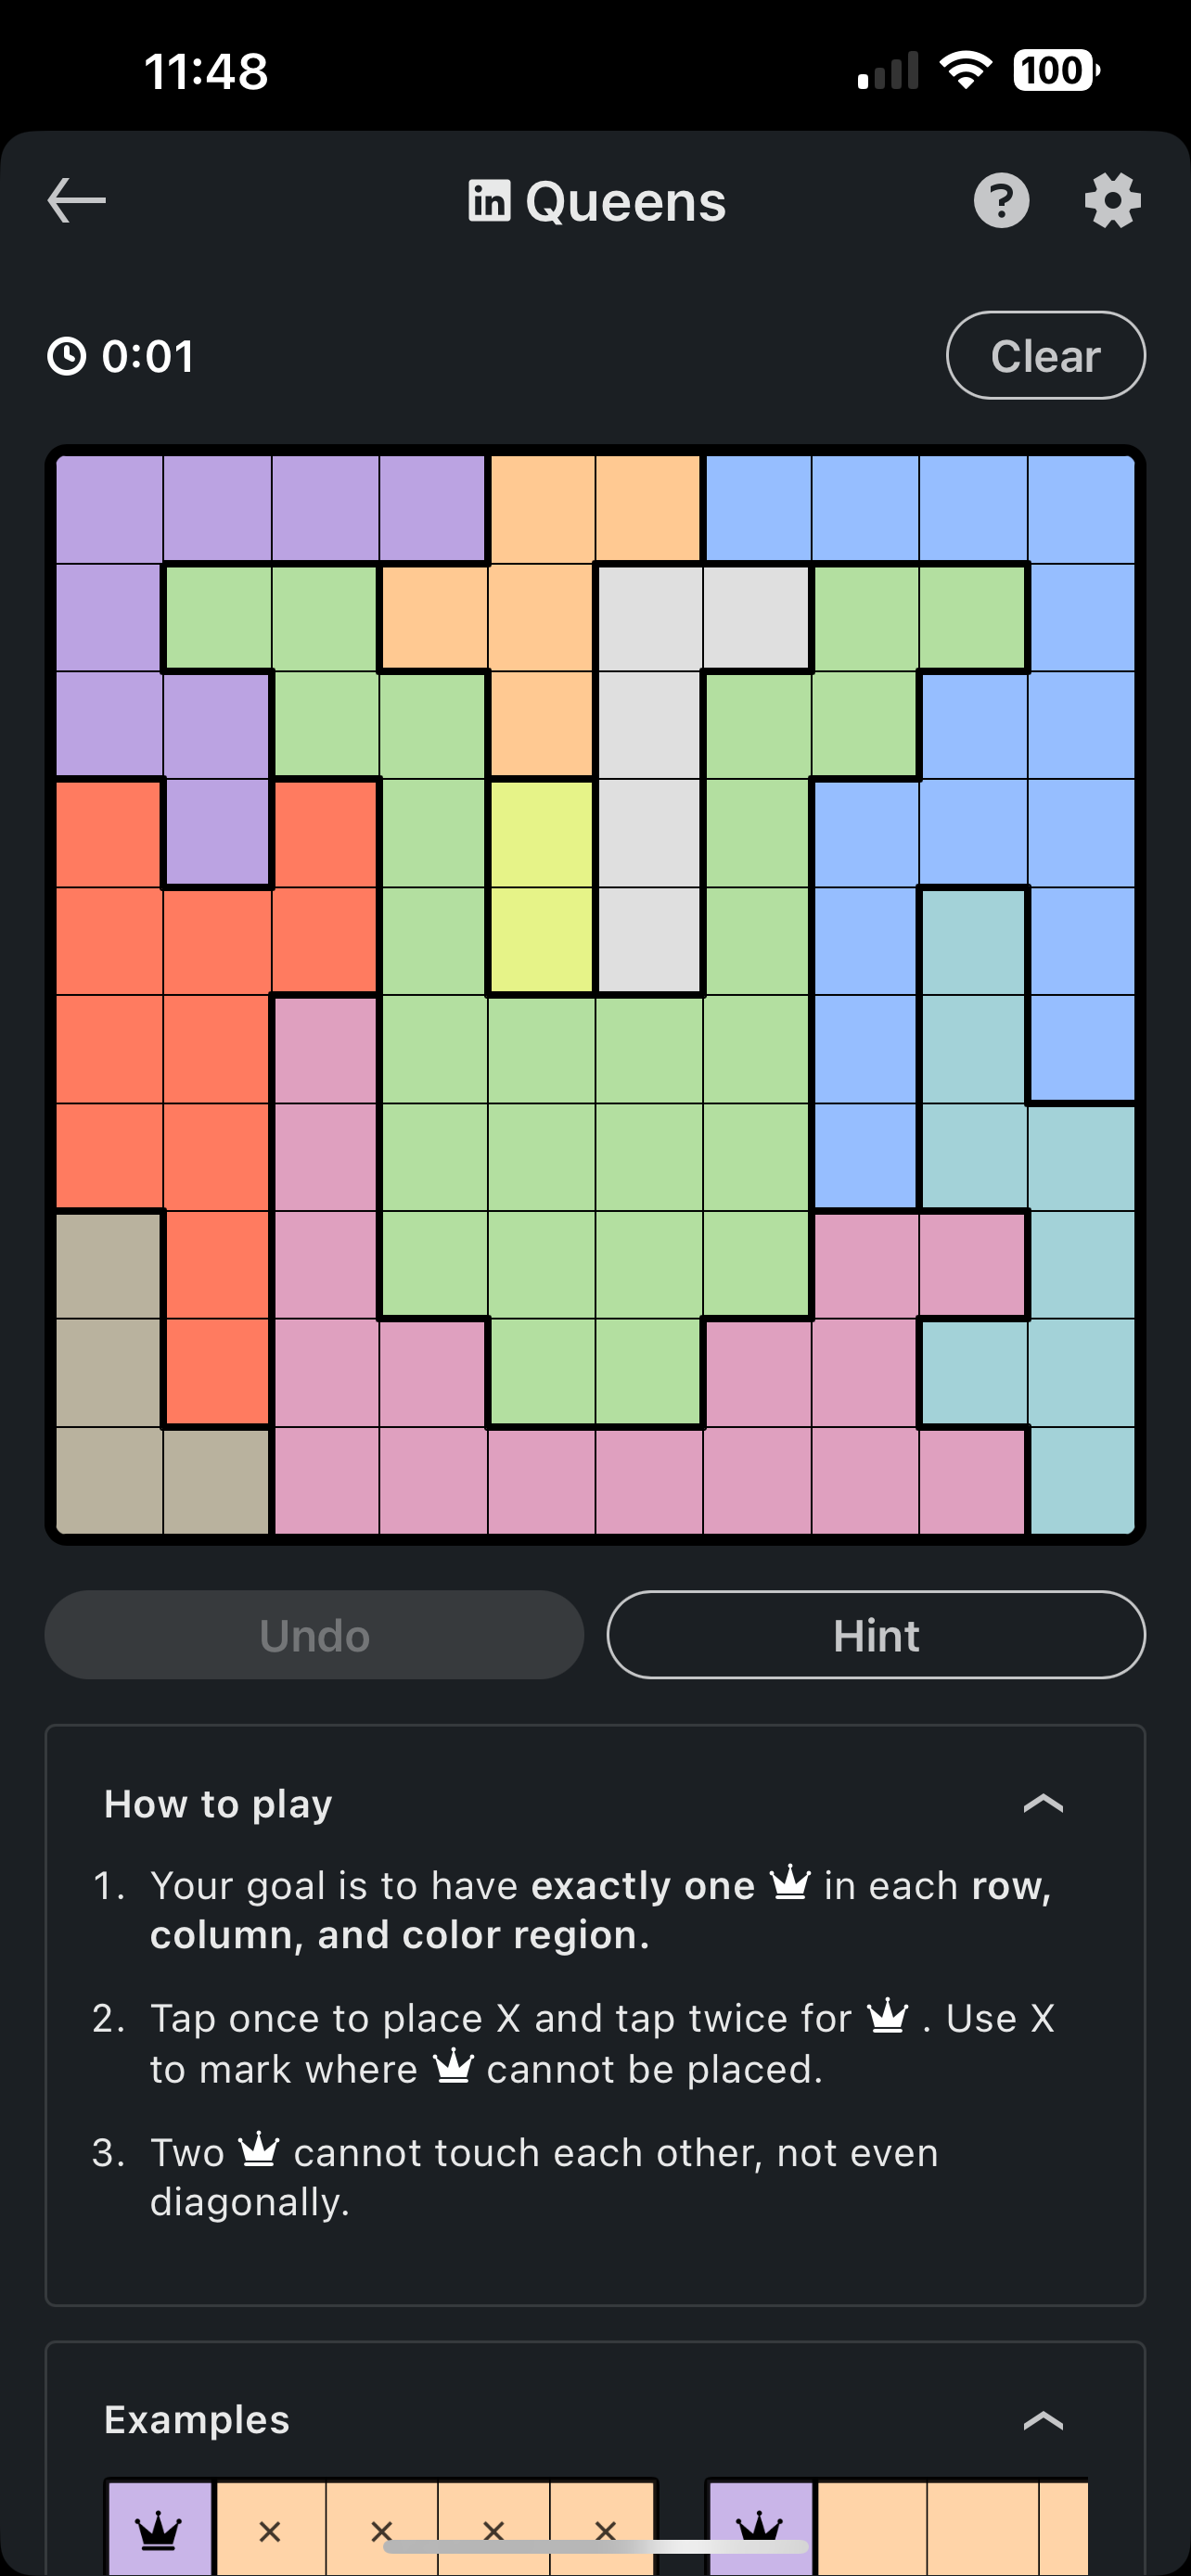 11:48
100
in Queens
?
0:01
Clear
Undo
Hint
How to play
1. Your goal is to have exactly one in each row,
column, and color region.
2. Tap once to place X and tap twice for . Use X
to mark where cannot be placed.
3. Two cannot touch each other, not even
diagonally.
Examples